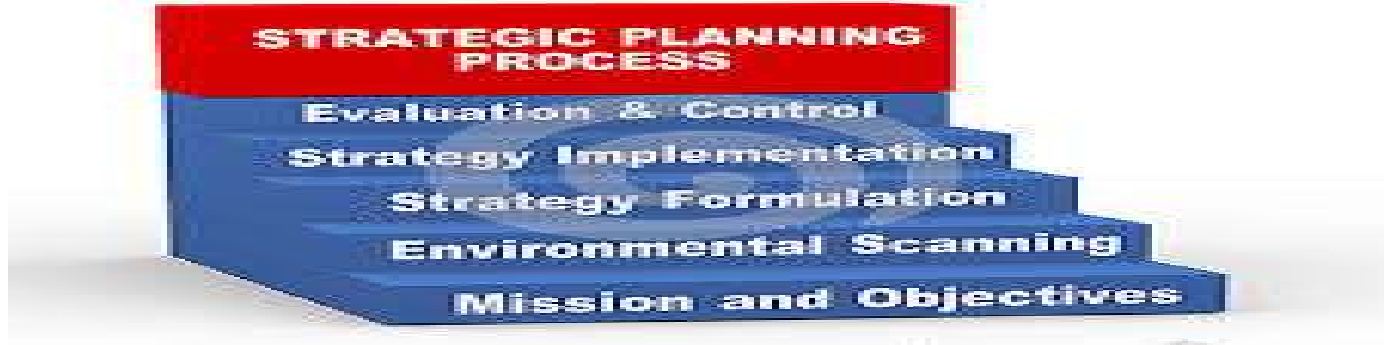 STRATEGIC PLANNING
PROCESS
Evaluation & Control
Strategy Implementation
Strategy Formulation
Environmental Scanning
Mission and Objectives